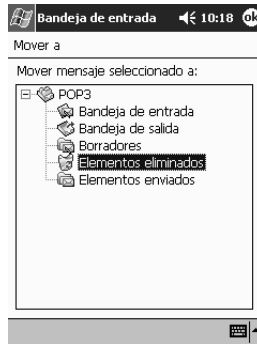 Bandeja de entrada 10:18 ok
Mover a
Mover mensaje seleccionado a:
POP3
Bandeja de entrada
Bandeja de salida
Borradores
Elementos eliminados
Elementos enviados